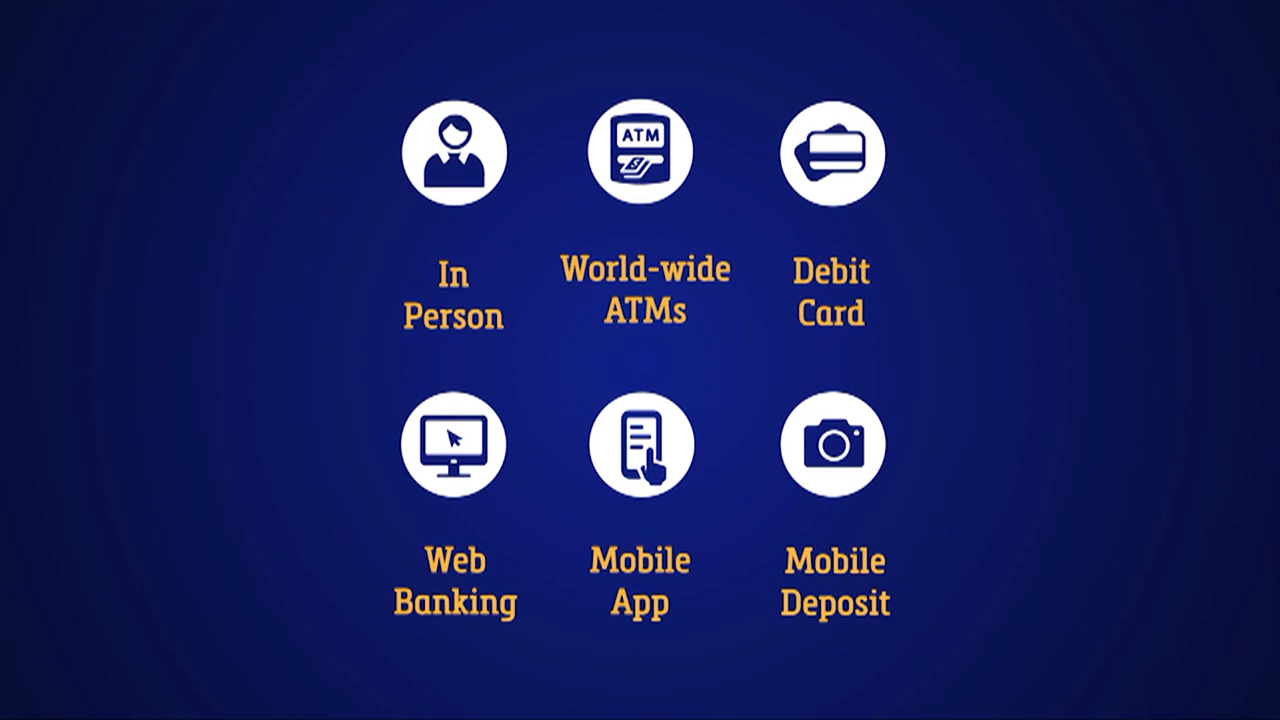 ATM
$
In
Person
World-wide
ATMs
Debit
Card
Web
Banking
Mobile
App
Mobile
Deposit